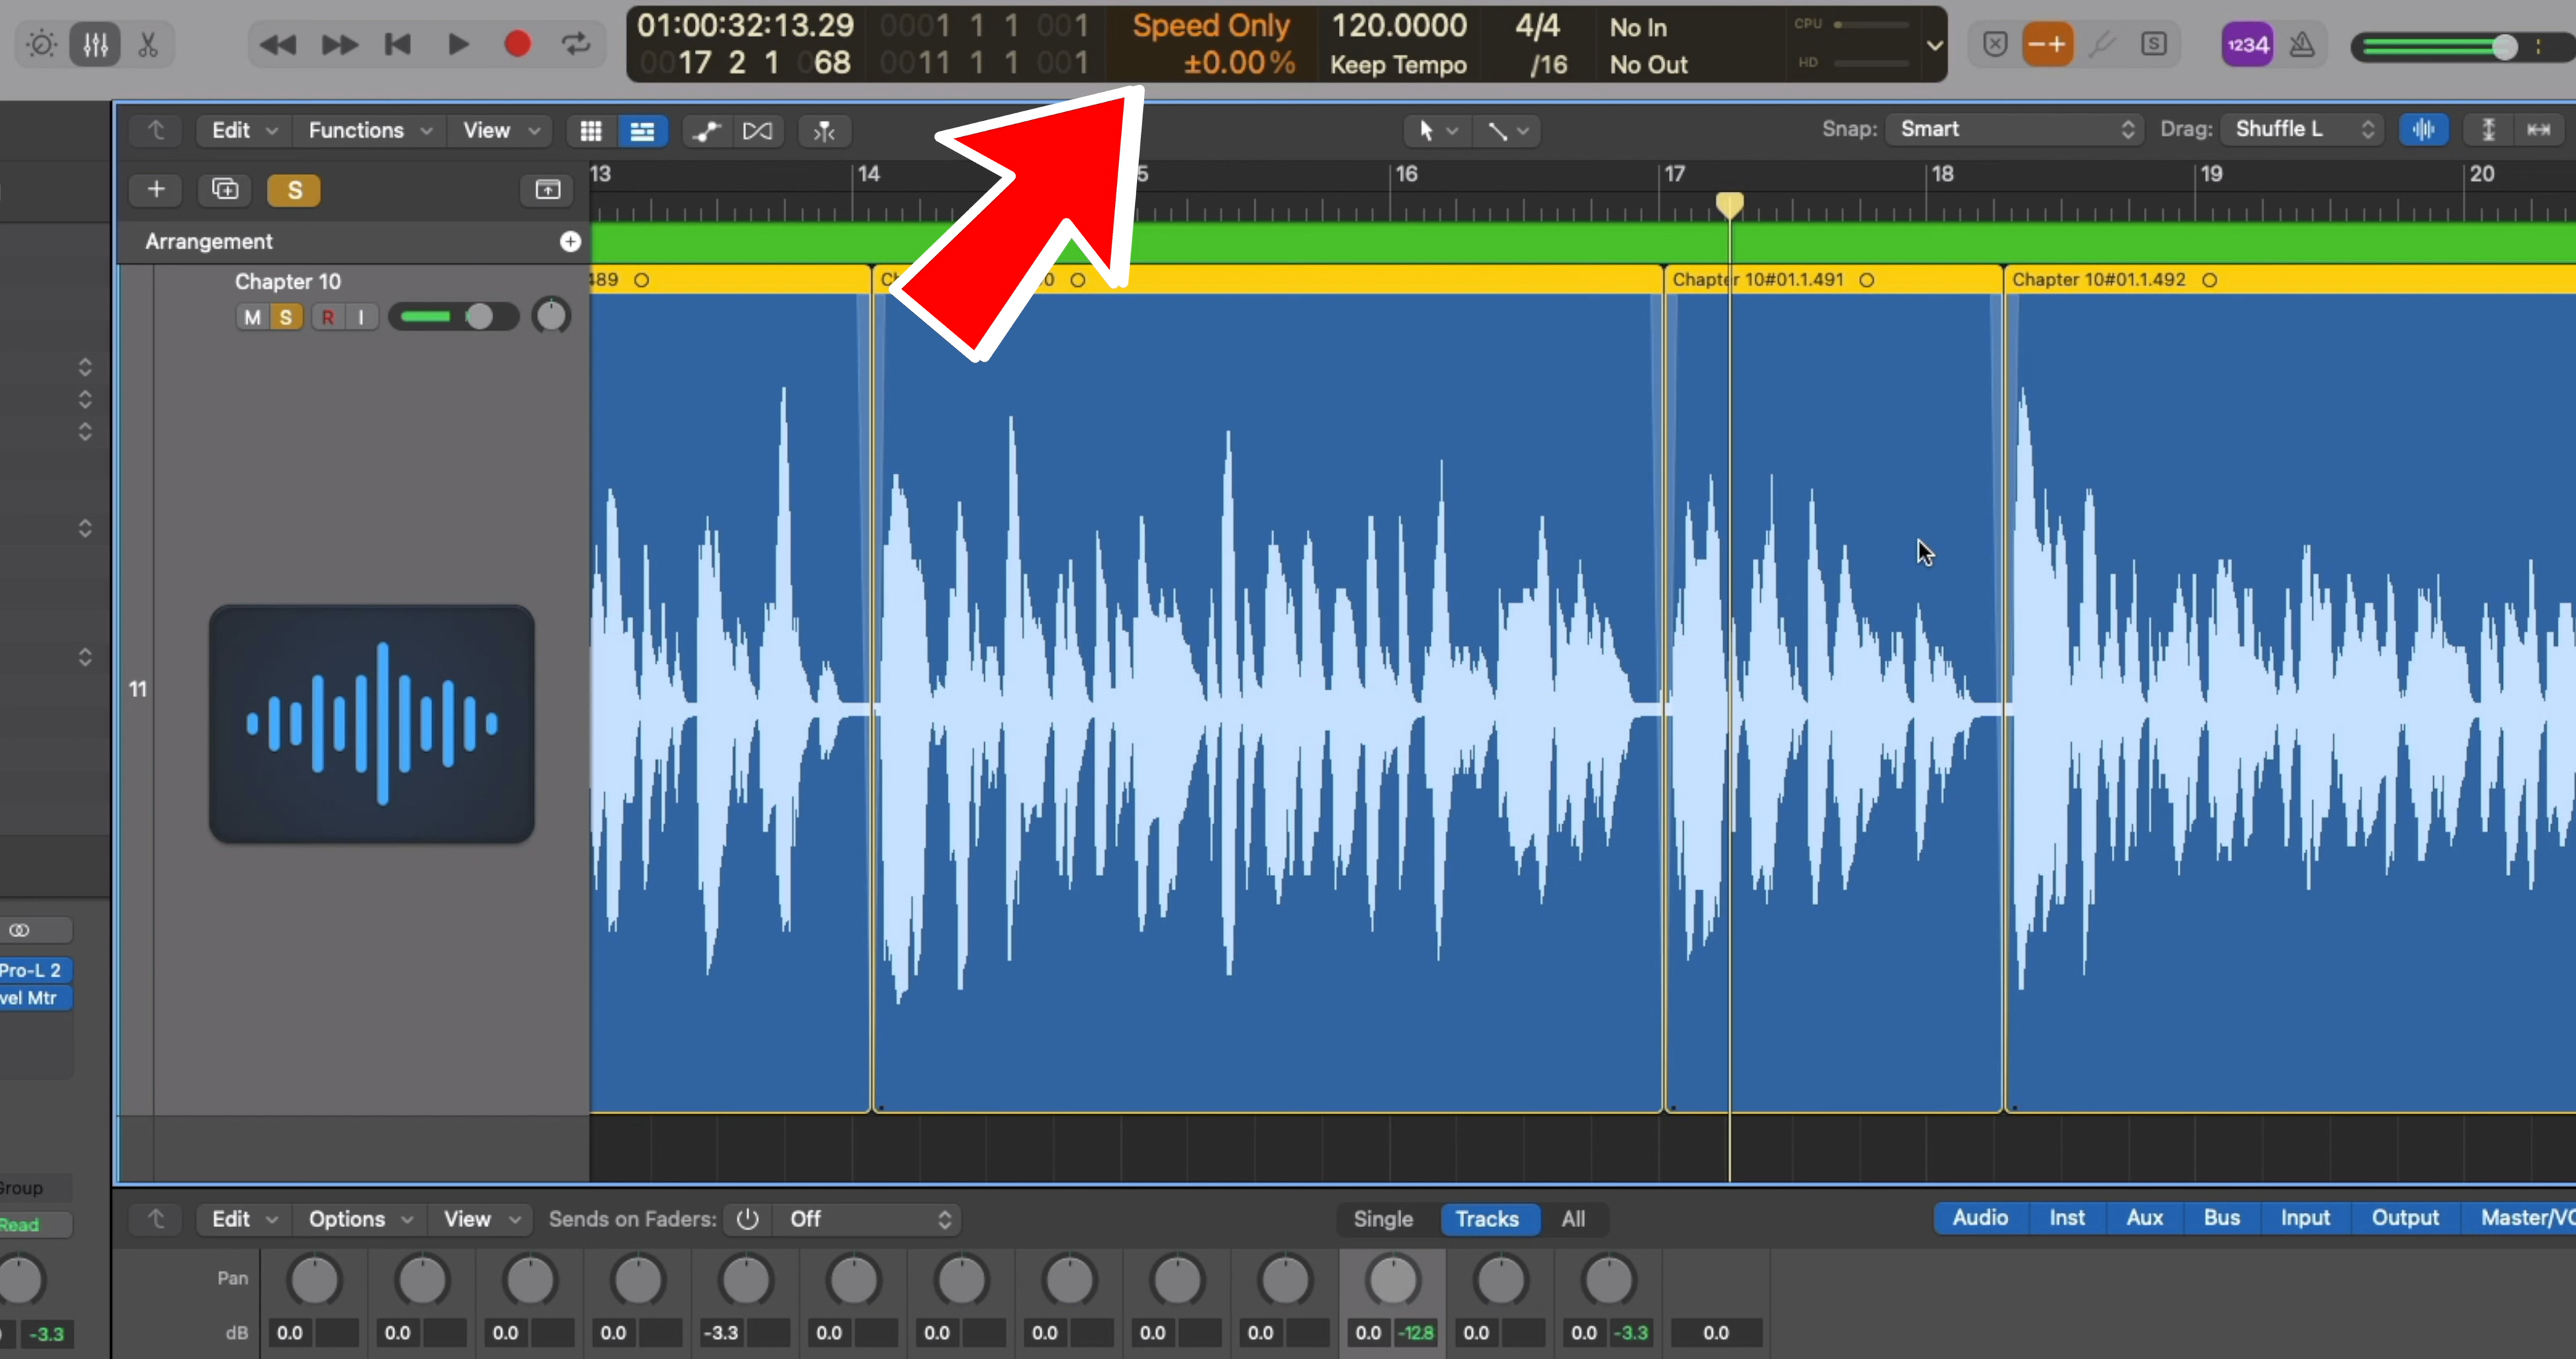 01:00:32:13.29 0001 1 1 001 Speed Only 120.0000 4/4 No In CPU
0017 2 1 068 0011 1 1 001 ±0.00% Keep Tempo /16 No Out HD
S 1234
Edit Functions View Snap: Smart Drag: Shuffle L
S 13 14 5 16 17 18 19 20
Arrangement
Chapter 10 489 Chapter 10#01.1.491 Chapter 10#01.1.492
M S R I
11
Pro-L 2
vel Mtr
Group
Read
Edit Options View Sends on Faders: Off Single Tracks All Audio Inst Aux Bus Input Output Master/VC
Pan
-3.3 dB 0.0 0.0 0.0 0.0 -3.3 0.0 0.0 0.0 0.0 0.0 0.0 -12.8 0.0 0.0 -3.3 0.0